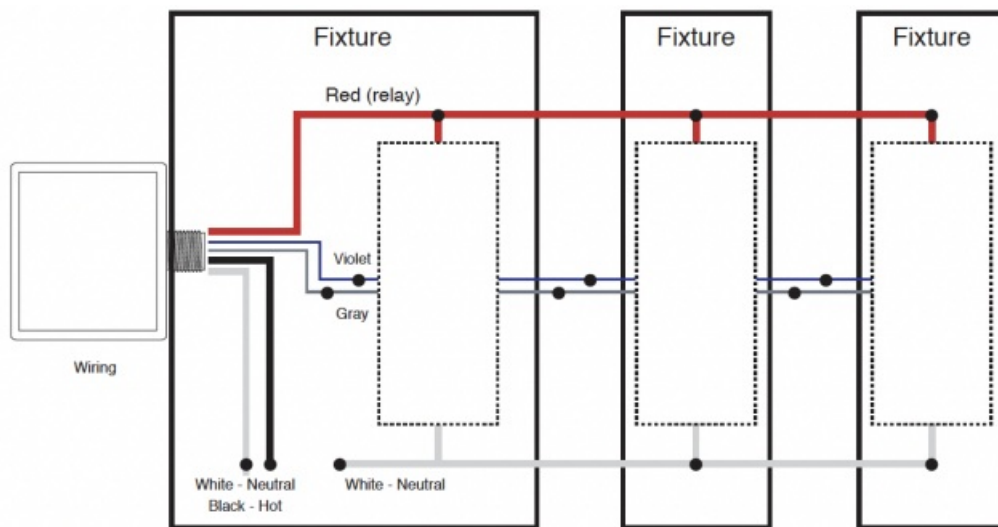 Fixture
Fixture
Fixture
Red (relay)
Violet
Gray
Wiring
White - Neutral
Black - Hot
White - Neutral